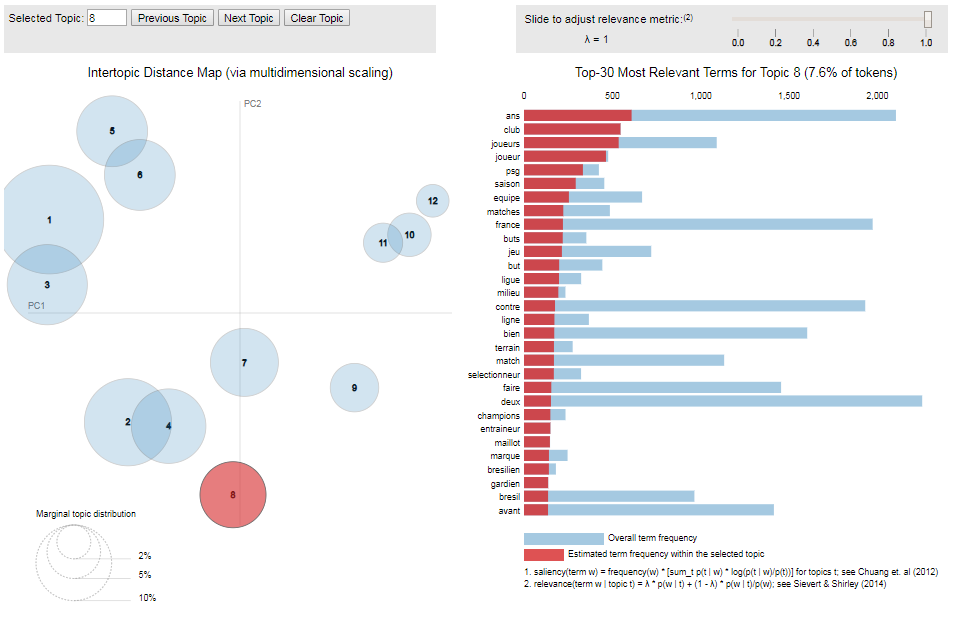 Selected Topic: 8 Previous Topic Next Topic Clear Topic
Slide to adjust relevance metric:(2)
λ = 1
0.0 0.2 0.4 0.6 0.8 1.0
Intertopic Distance Map (via multidimensional scaling)
PC2
PC1
5
6
1
3
12
10
11
7
9
2
4
8
Marginal topic distribution
2%
5%
10%
Top-30 Most Relevant Terms for Topic 8 (7.6% of tokens)
0 500 1,000 1,500 2,000
ans
club
joueurs
joueur
psg
saison
equipe
matches
france
buts
jeu
but
ligue
milieu
contre
ligne
bien
terrain
match
selectionneur
faire
deux
champions
entraineur
maillot
marque
bresilien
gardien
bresil
avant
Overall term frequency
Estimated term frequency within the selected topic
1. saliency(term w) = frequency(w) * [sum_t p(t | w) * log(p(t | w)/p(t))] for topics t; see Chuang et. al (2012)
2. relevance(term w | topic t) = λ * p(w | t) + (1 - λ) * p(w | t)/p(w); see Sievert & Shirley (2014)